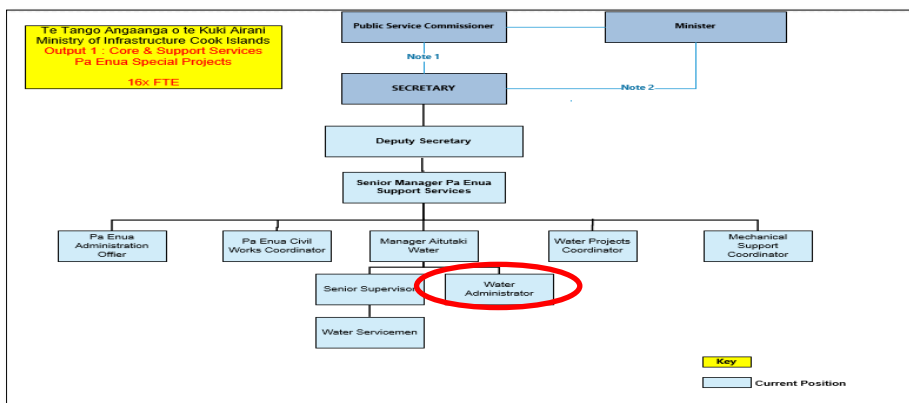 Te Tango Angaanga o te Kuki Airani
Ministry of Infrastructure Cook Islands
Output 1 : Core & Support Services
Pa Enua Special Projects
16x FTE
Public Service Commissioner
Minister
Note 1
SECRETARY
Note 2
Deputy Secretary
Senior Manager Pa Enua
Support Services
Pa Enua
Administration
Offier
Pa Enua Civil
Works Coordinator
Manager Aitutaki
Water
Water Projects
Coordinator
Mechanical
Support
Coordinator
Senior Supervisor
Water
Administrator
Water Servicemen
Key
Current Position